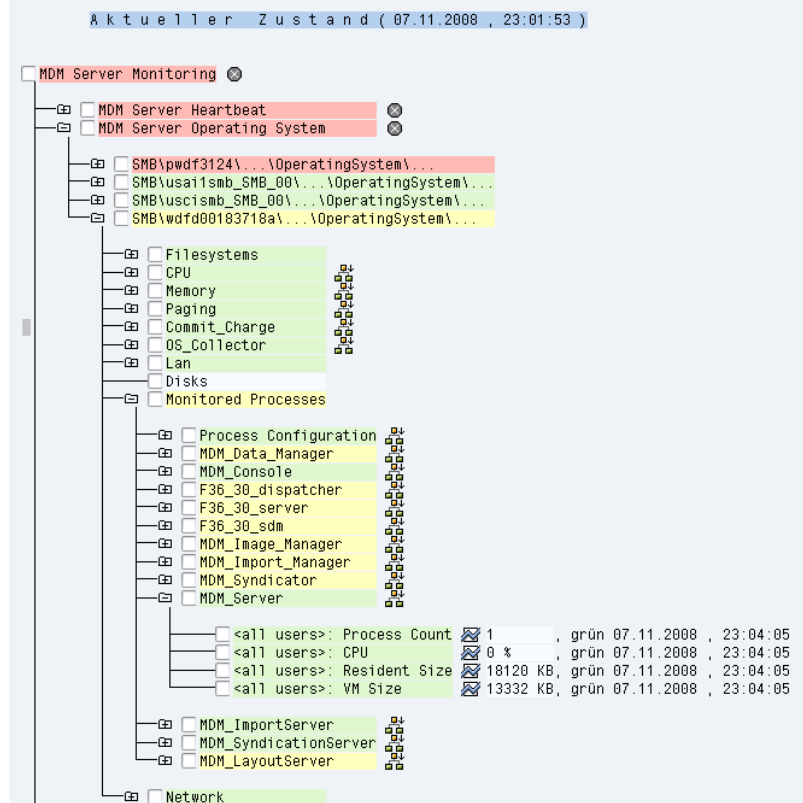 Aktueller Zustand ( 07.11.2008 , 23:01:53 )
MDM Server Monitoring
MDM Server Heartbeat
MDM Server Operating System
SMB\pwdf3124\...\OperatingSystem\...
SMB\usai1smb_SMB_00\...\OperatingSystem\...
SMB\uscismb_SMB_00\...\OperatingSystem\...
SMB\wdfd00183718a\...\OperatingSystem\...
Filesystems
CPU
Memory
Paging
Commit_Charge
OS_Collector
Lan
Disks
Monitored Processes
Process Configuration
MDM_Data_Manager
MDM_Console
F36_30_dispatcher
F36_30_server
F36_30_sdm
MDM_Image_Manager
MDM_Import_Manager
MDM_Syndicator
MDM_Server
<all users>: Process Count 1 , grün 07.11.2008 , 23:04:05
<all users>: CPU 0 % , grün 07.11.2008 , 23:04:05
<all users>: Resident Size 18120 KB, grün 07.11.2008 , 23:04:05
<all users>: VM Size 13332 KB, grün 07.11.2008 , 23:04:05
MDM_ImportServer
MDM_SyndicationServer
MDM_LayoutServer
Network